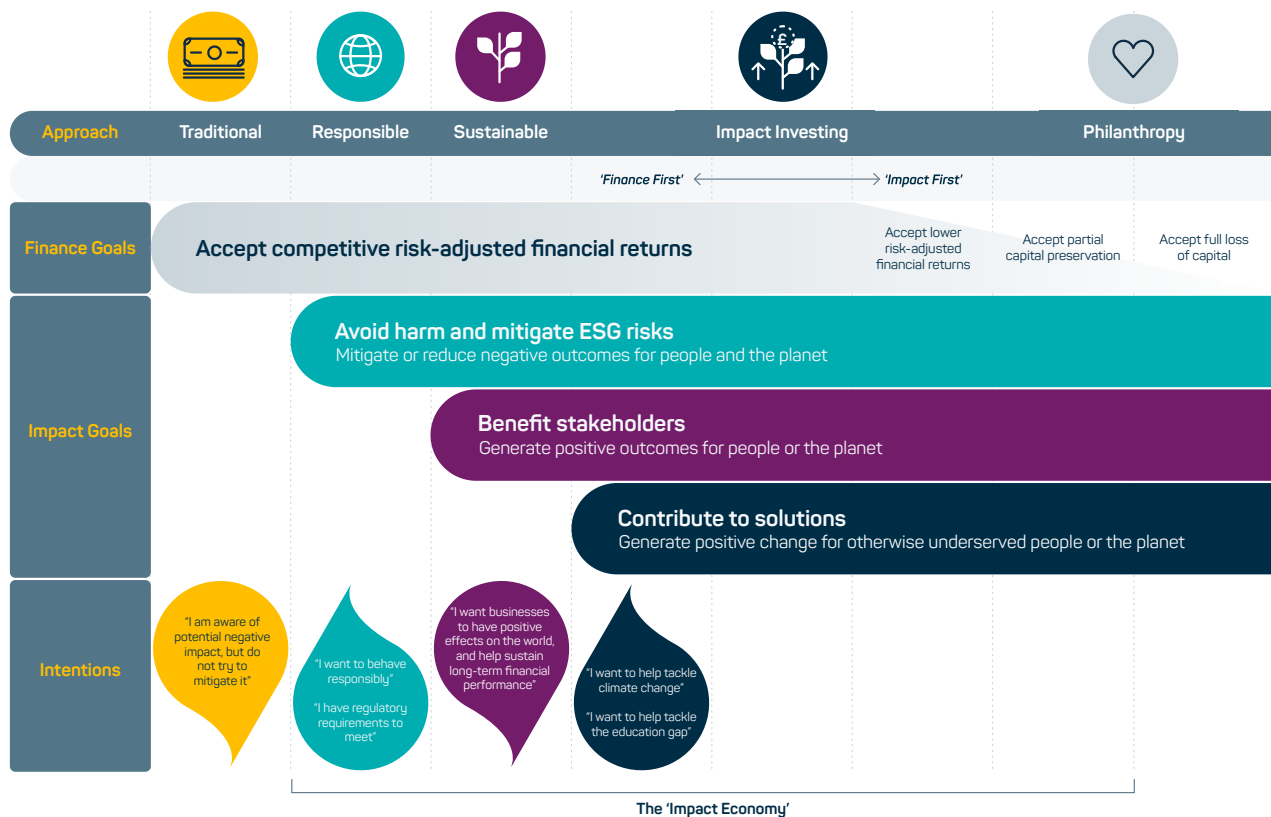 £
Approach
Traditional
Responsible
Sustainable
Impact Investing
Philanthropy
'Finance First'
'Impact First'
Finance Goals
Accept competitive risk-adjusted financial returns
Accept lower
risk-adjusted
financial returns
Accept partial
capital preservation
Accept full loss
of capital
Impact Goals
Avoid harm and mitigate ESG risks
Mitigate or reduce negative outcomes for people and the planet
Benefit stakeholders
Generate positive outcomes for people or the planet
Contribute to solutions
Generate positive change for otherwise underserved people or the planet
Intentions
"I am aware of
potential negative
impact, but do
not try to
mitigate it"
"I want to behave
responsibly"
"I have regulatory
requirements to
meet"
"I want businesses
to have positive
effects on the world,
and help sustain
long-term financial
performance"
"I want to help tackle
climate change"
"I want to help tackle
the education gap"
The 'Impact Economy'